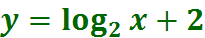 y = log₂ x + 2